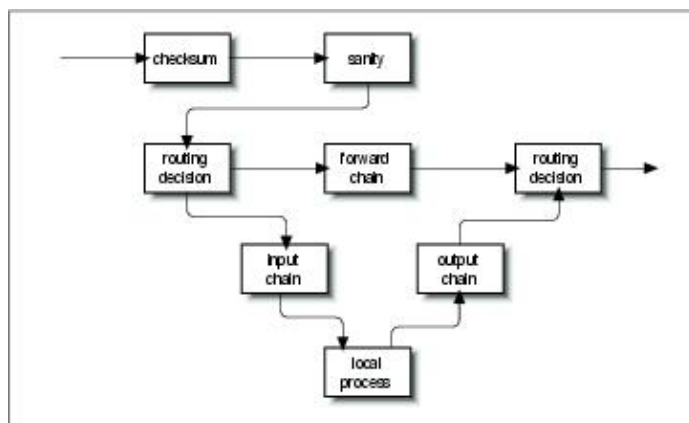 checksum
sanity
routing
decision
forward
chain
routing
decision
input
chain
output
chain
local
process